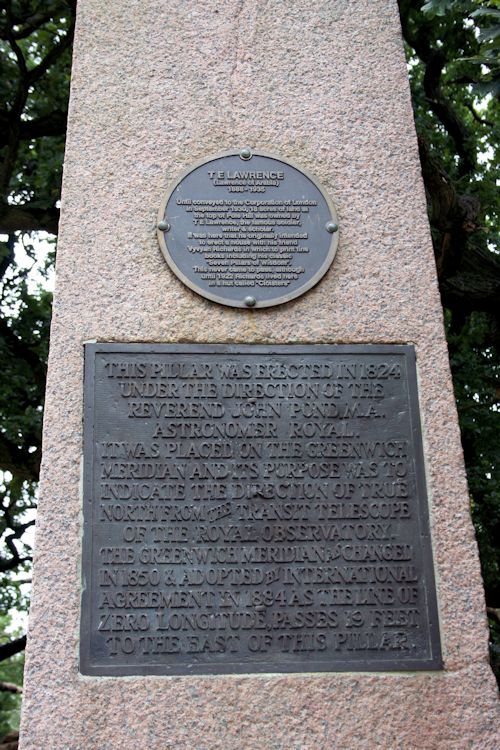 T E LAWRENCE
(Lawrence of Arabia)
1888 - 1935
Until conveyed to the Corporation of London
in September 1930, 18 acres of land at
the top of Pole Hill was owned by
T E Lawrence, the famous soldier,
writer & scholar.
It was here that he originally intended
to erect a house with his friend
Vyvyan Richards in which to print fine
books including his classic
"Seven Pillars of Wisdom".
This never came to pass, although
until 1922 Richards lived here
in a hut called "Cloisters"
THIS PILLAR WAS ERECTED IN 1824
UNDER THE DIRECTION OF THE
REVEREND JOHN POND, M.A.
ASTRONOMER ROYAL.
IT WAS PLACED ON THE GREENWICH
MERIDIAN AND ITS PURPOSE WAS TO
INDICATE THE DIRECTION OF TRUE
NORTH FROM THE TRANSIT TELESCOPE
OF THE ROYAL OBSERVATORY.
THE GREENWICH MERIDIAN AS CHANGED
IN 1850 & ADOPTED BY INTERNATIONAL
AGREEMENT IN 1884 AS THE LINE OF
ZERO LONGITUDE, PASSES 19 FEET
TO THE EAST OF THIS PILLAR.